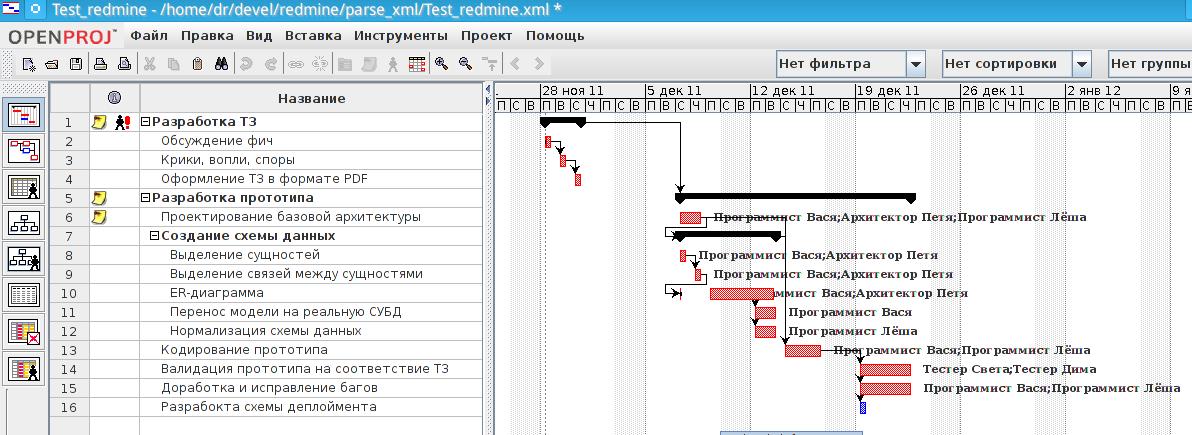 Test_redmine - /home/dr/devel/redmine/parse_xml/Test_redmine.xml *
OPENPROJ™ Файл Правка Вид Вставка Инструменты Проект Помощь
Нет фильтра Нет сортировки Нет группы
Название
28 ноя 11 5 дек 11 12 дек 11 19 дек 11 26 дек 11 2 янв 12 9 я
П С В П В С Ч П С В П В С Ч П С В П В С Ч П С В П В С Ч П С В П В С Ч П С В П В С Ч П С В П В
1 Разработка ТЗ
2 Обсуждение фич
3 Крики, вопли, споры
4 Оформление ТЗ в формате PDF
5 Разработка прототипа
6 Проектирование базовой архитектуры Программист Вася;Архитектор Петя;Программист Лёша
7 Создание схемы данных
8 Выделение сущностей Программист Вася;Архитектор Петя
9 Выделение связей между сущностями Программист Вася;Архитектор Петя
10 ER-диаграмма ммист Вася;Архитектор Петя
11 Перенос модели на реальную СУБД Программист Вася
12 Нормализация схемы данных Программист Лёша
13 Кодирование прототипа Программист Вася;Программист Лёша
14 Валидация прототипа на соответствие ТЗ Тестер Света;Тестер Дима
15 Доработка и исправление багов Программист Вася;Программист Лёша
16 Разрабокта схемы деплоймента